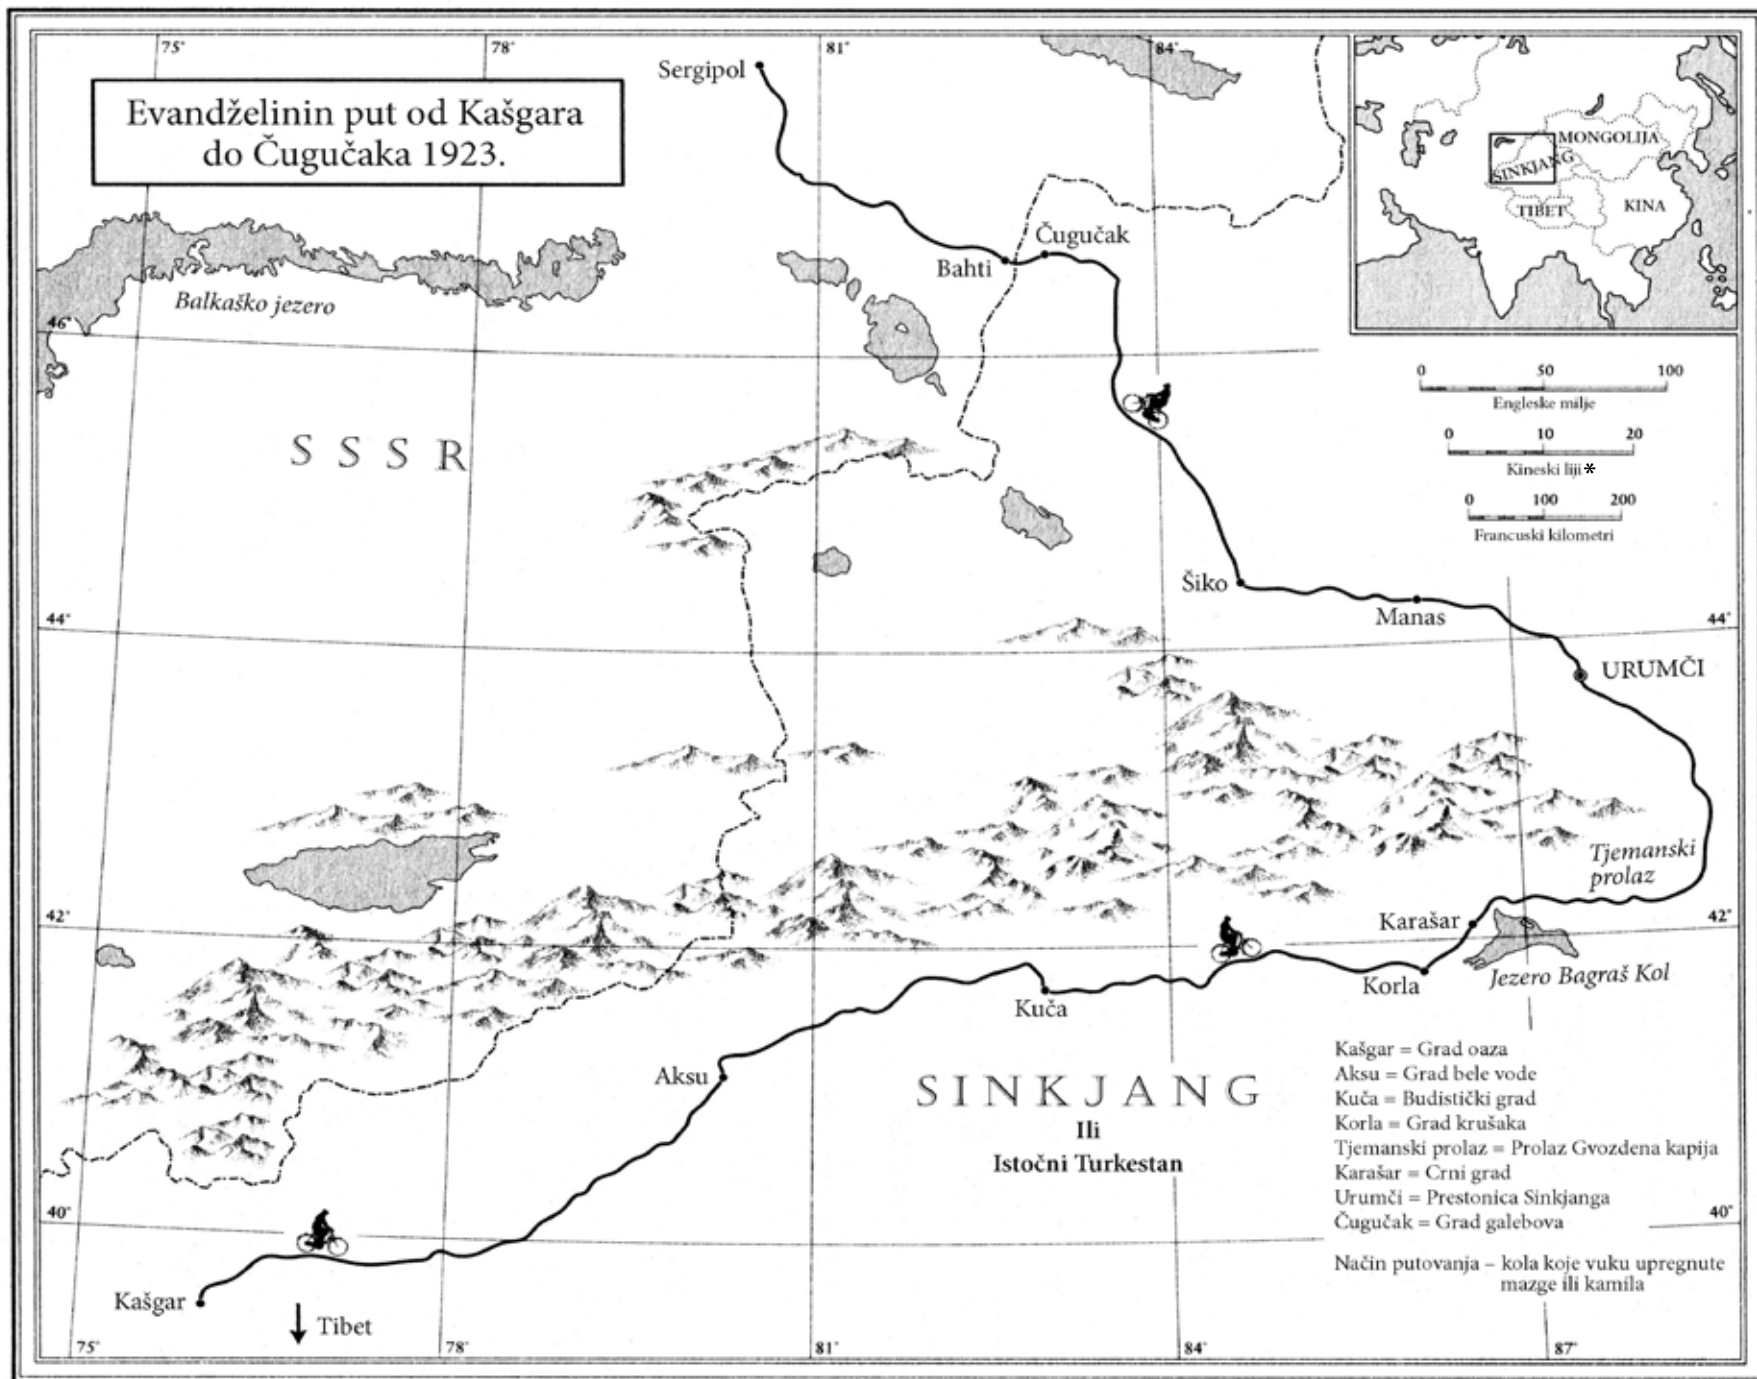 75°
78°
81°
84°
Evandželinin put od Kašgara
do Čugučaka 1923.
Sergipol
MONGOLIJA
SINKJANG
TIBET
KINA
Čugučak
Bahti
Balkaško jezero
46°
0 50 100
Engleske milje
0 10 20
Kineski liji*
0 100 200
Francuski kilometri
SSSR
Šiko
Manas
44°
44°
URUMČI
Tjemanski
prolaz
42°
42°
Karašar
Korla
Jezero Bagraš Kol
Kuča
Aksu
SINKJANG
Ili
Istočni Turkestan
Kašgar = Grad oaza
Aksu = Grad bele vode
Kuča = Budistički grad
Korla = Grad krušaka
Tjemanski prolaz = Prolaz Gvozdena kapija
Karašar = Crni grad
Urumči = Prestonica Sinkjanga
Čugučak = Grad galebova
40°
40°
Način putovanja – kola koje vuku upregnute
mazge ili kamila
Kašgar
Tibet
75°
78°
81°
84°
87°